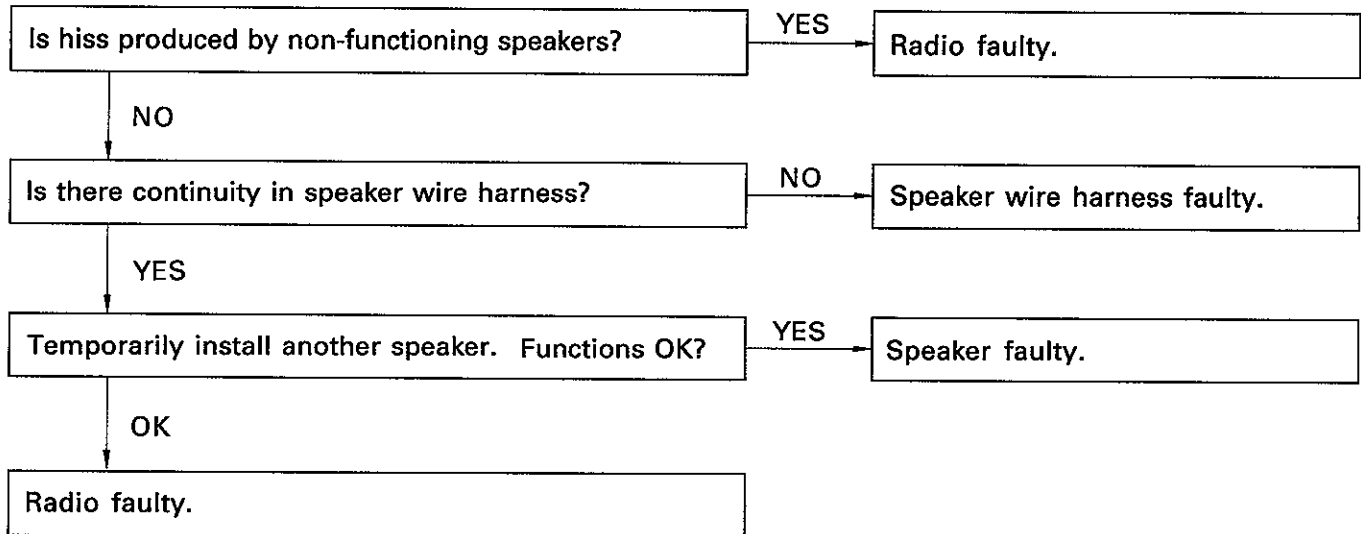 Is hiss produced by non-functioning speakers?
YES
Radio faulty.
NO
Is there continuity in speaker wire harness?
NO
Speaker wire harness faulty.
YES
Temporarily install another speaker. Functions OK?
YES
Speaker faulty.
OK
Radio faulty.